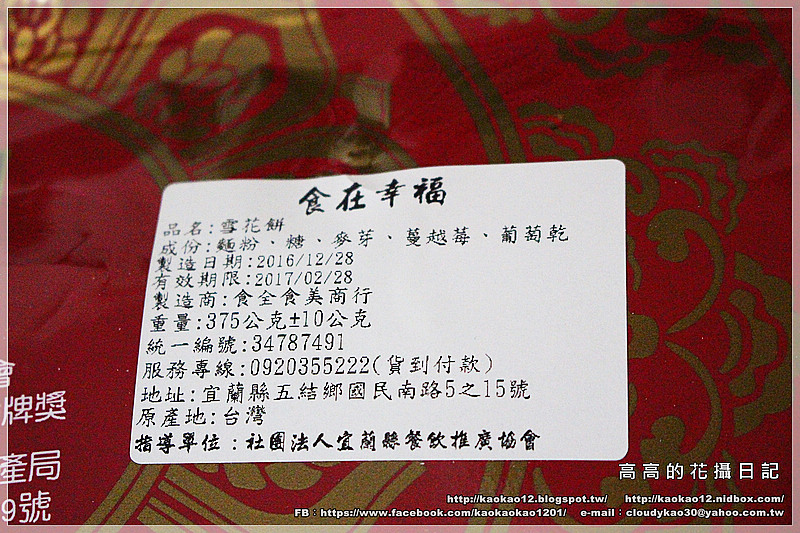 食在幸福
品名:雪花餅
成份:麵粉、糖、麥芽、蔓越莓、葡萄乾
製造日期:2016/12/28
有效期限:2017/02/28
製造商:食全食美商行
重量:375公克±10公克
統一編號:34787491
服務專線:0920355222(貨到付款)
地址:宜蘭縣五結鄉國民南路5之15號
原產地:台灣
指導單位：社團法人宜蘭縣餐飲推廣協會
會
牌獎
產局
9號
高高的花攝日記
http://kaokao12.blogspot.tw/ http://kaokao12.nidbox.com/
FB：https://www.facebook.com/kaokaokao1201/ e-mail：cloudykao30@yahoo.com.tw